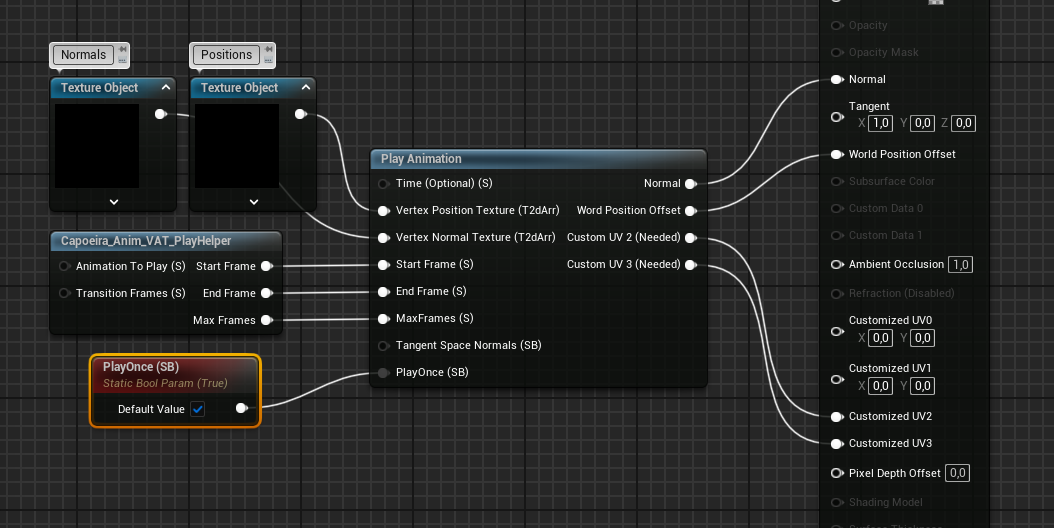 Normals
Positions
Texture Object
Texture Object
Capoeira_Anim_VAT_PlayHelper
Animation To Play (S) Start Frame
Transition Frames (S) End Frame
Max Frames
PlayOnce (SB)
Static Bool Param (True)
Default Value
Play Animation
Time (Optional) (S) Normal
Vertex Position Texture (T2dArr) Word Position Offset
Vertex Normal Texture (T2dArr) Custom UV 2 (Needed)
Start Frame (S) Custom UV 3 (Needed)
End Frame (S)
MaxFrames (S)
Tangent Space Normals (SB)
PlayOnce (SB)
Opacity
Opacity Mask
Normal
Tangent
X 1,0 Y 0,0 Z 0,0
World Position Offset
Subsurface Color
Custom Data 0
Custom Data 1
Ambient Occlusion 1,0
Refraction (Disabled)
Customized UV0
X 0,0 Y 0,0
Customized UV1
X 0,0 Y 0,0
Customized UV2
Customized UV3
Pixel Depth Offset 0,0
Shading Model